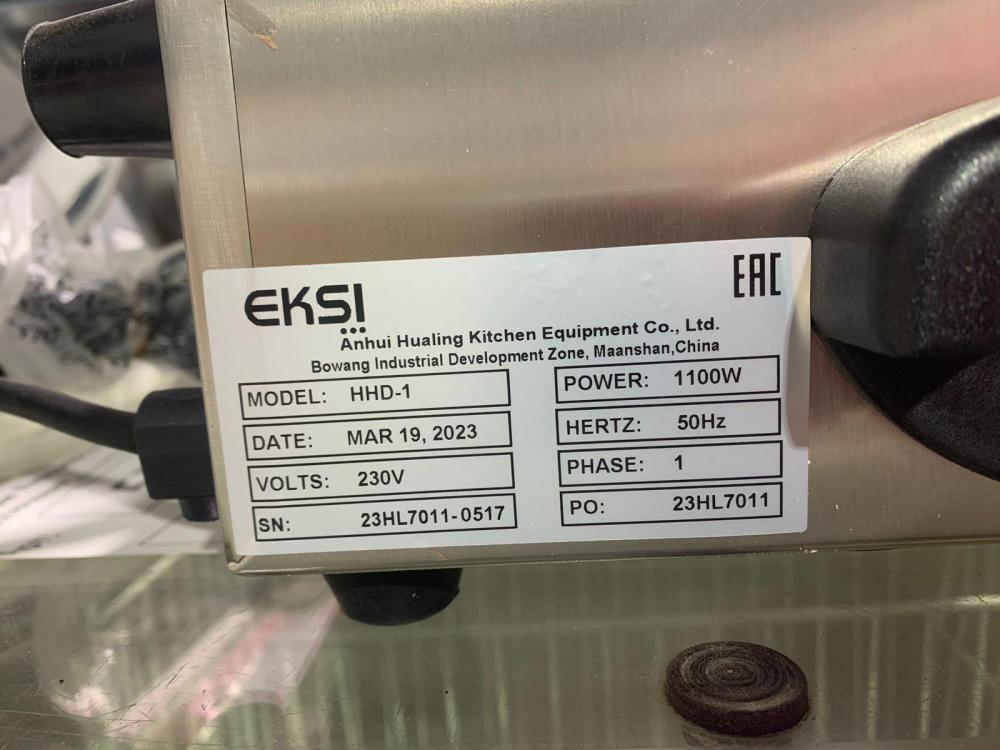 EKSI
EAC
Anhui Hualing Kitchen Equipment Co., Ltd.
Bowang Industrial Development Zone, Maanshan,China
MODEL: HHD-1
POWER: 1100W
DATE: MAR 19, 2023
HERTZ: 50Hz
VOLTS: 230V
PHASE: 1
SN: 23HL7011-0517
PO: 23HL7011